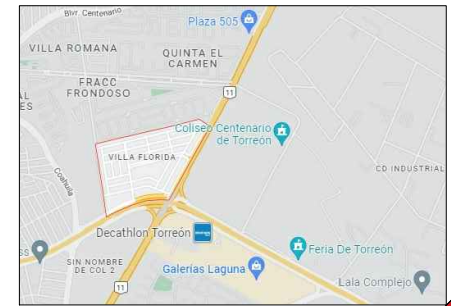 Blvr. Centenario
Plaza 505
VILLA ROMANA
QUINTA EL
CARMEN
FRACC
FRONDOSO
11
Coliseo Centenario
de Torreón
VILLA FLORIDA
CD INDUSTRIAL
Coahuila
Decathlon Torreón
Feria De Torreón
SIN NOMBRE
DE COL 2
Galerías Laguna
Lala Complejo
11